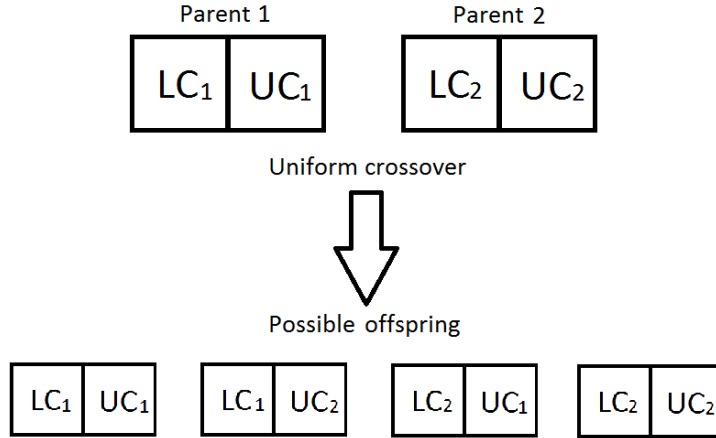 Parent 1 Parent 2
LC₁ UC₁ LC₂ UC₂
Uniform crossover
Possible offspring
LC₁ UC₁ LC₁ UC₂ LC₂ UC₁ LC₂ UC₂